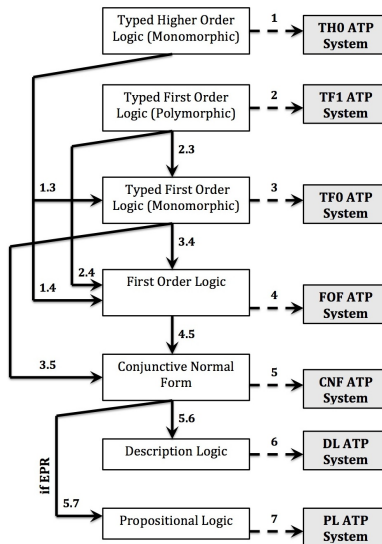 Typed Higher Order
Logic (Monomorphic)
1
TH0 ATP
System
Typed First Order
Logic (Polymorphic)
2
TF1 ATP
System
2.3
1.3
Typed First Order
Logic (Monomorphic)
3
TF0 ATP
System
3.4
2.4
1.4
First Order Logic
4
FOF ATP
System
4.5
3.5
Conjunctive Normal
Form
5
CNF ATP
System
5.6
Description Logic
6
DL ATP
System
if EPR
5.7
Propositional Logic
7
PL ATP
System